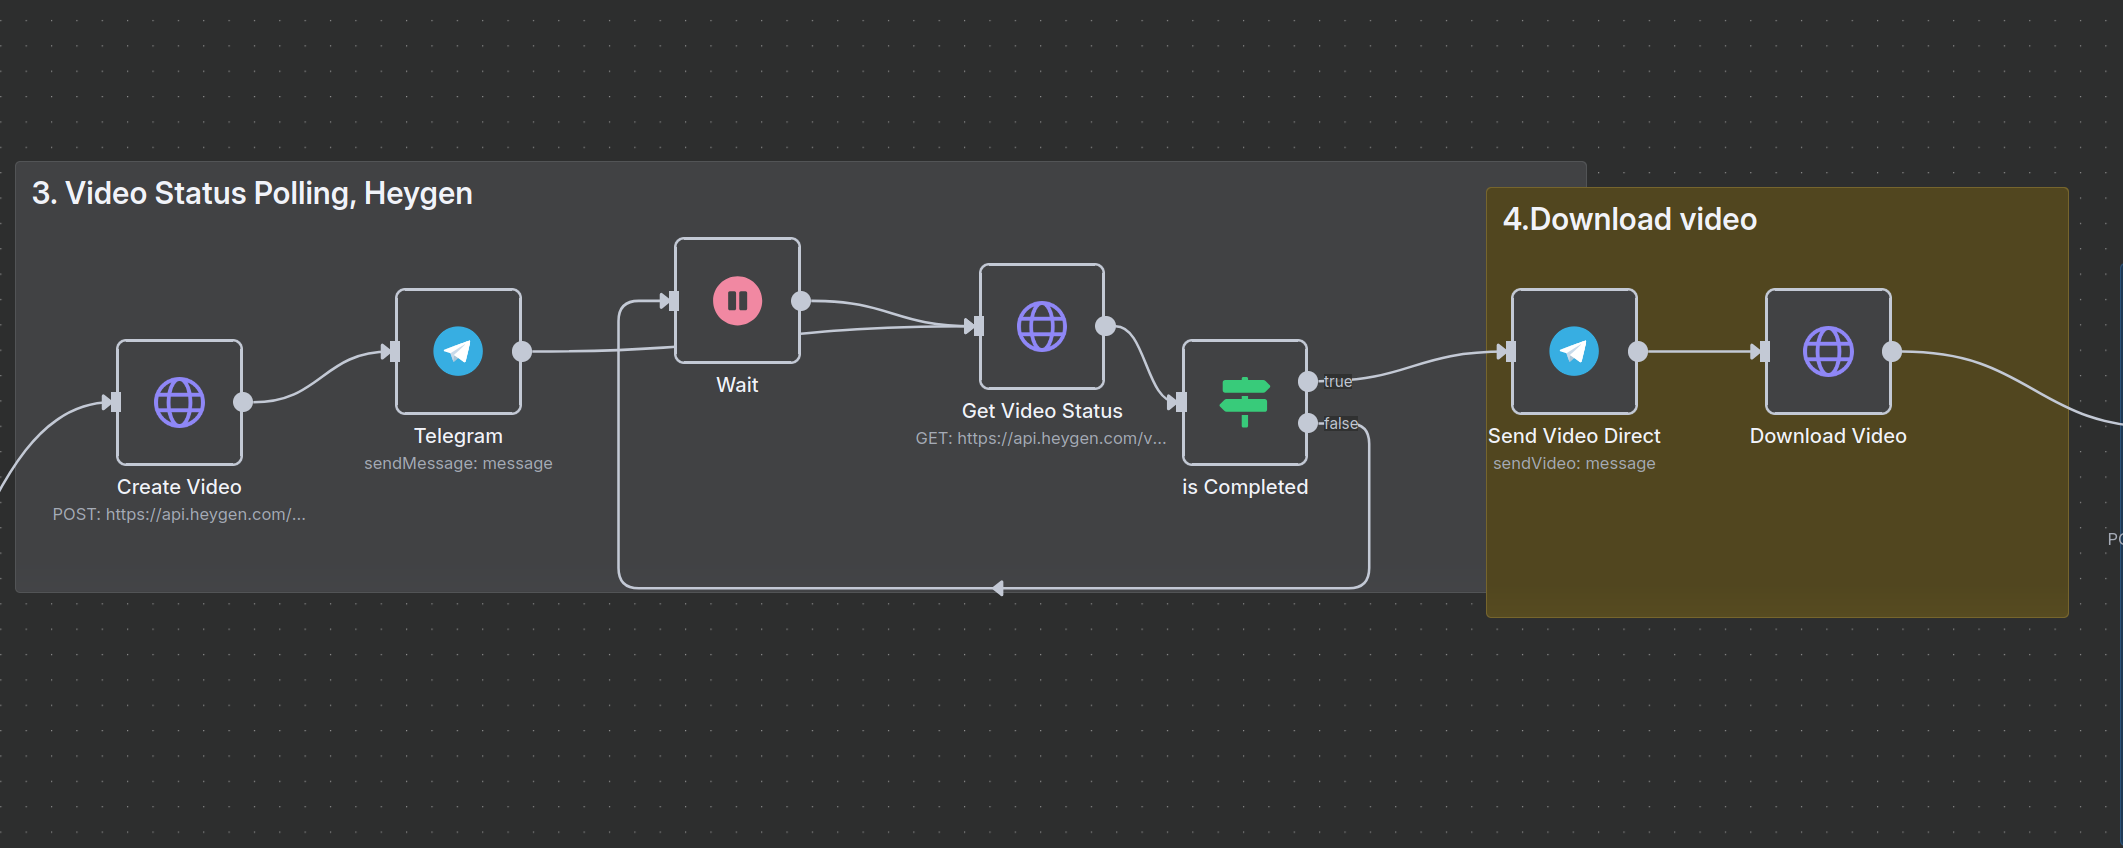 3. Video Status Polling, Heygen
4.Download video
Wait
true
Get Video Status
GET: https://api.heygen.com/v...
false
Telegram
sendMessage: message
Send Video Direct
sendVideo: message
Download Video
Create Video
POST: https://api.heygen.com/...
is Completed